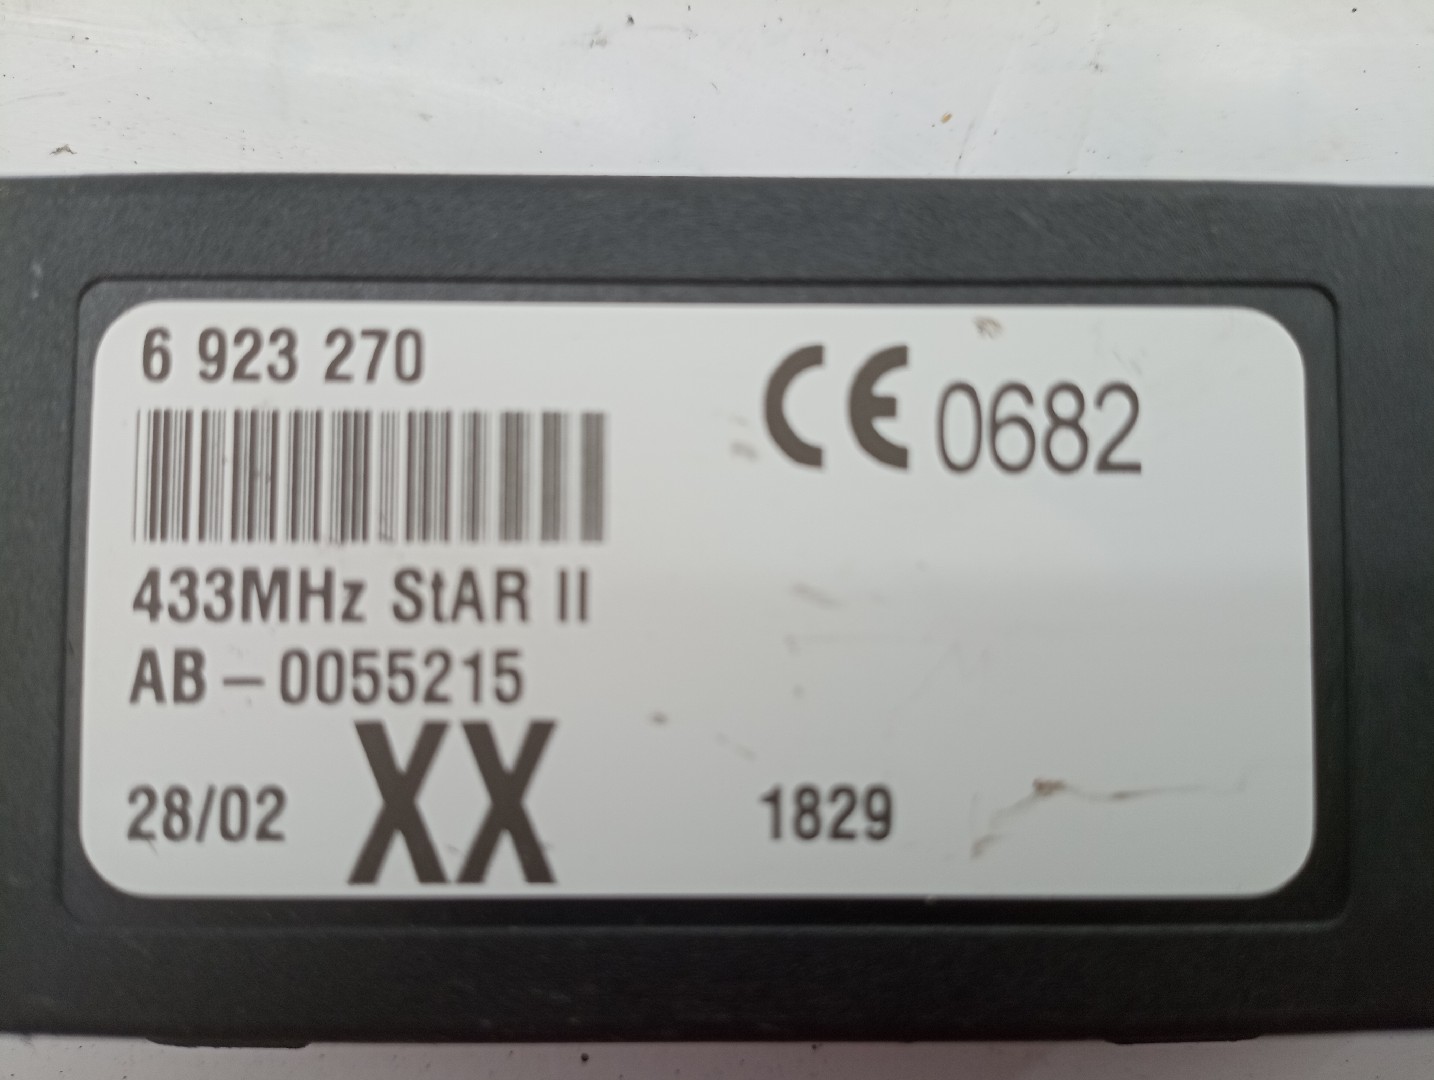 6 923 270
CE 0682
433MHz StAR II
AB-0055215
28/02 XX 1829